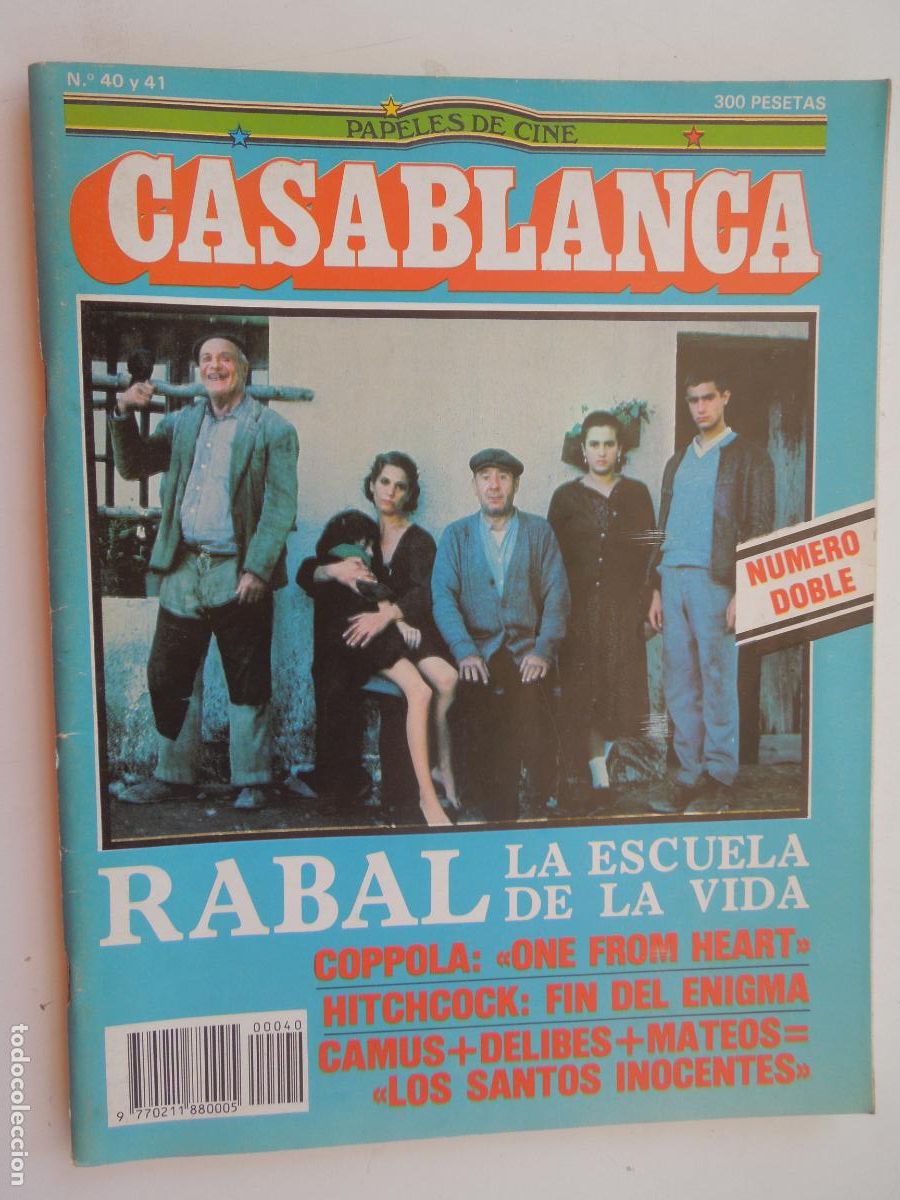 N.º 40 y 41
300 PESETAS
PAPELES DE CINE
CASABLANCA
NUMERO
DOBLE
RABAL
LA ESCUELA
DE LA VIDA
COPPOLA: «ONE FROM HEART»
HITCHCOCK: FIN DEL ENIGMA
CAMUS+DELIBES+MATEOS=
«LOS SANTOS INOCENTES»
00040
9 770211 880005
todocoleccion.net